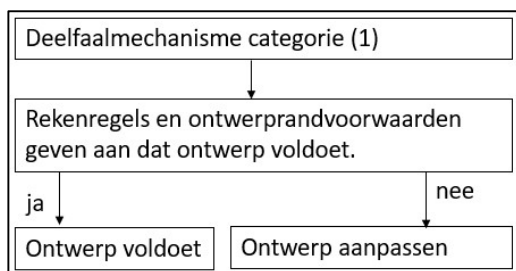 Deelfaalmechanisme categorie (1)
Rekenregels en ontwerprandvoorwaarden
geven aan dat ontwerp voldoet.
ja
nee
Ontwerp voldoet
Ontwerp aanpassen